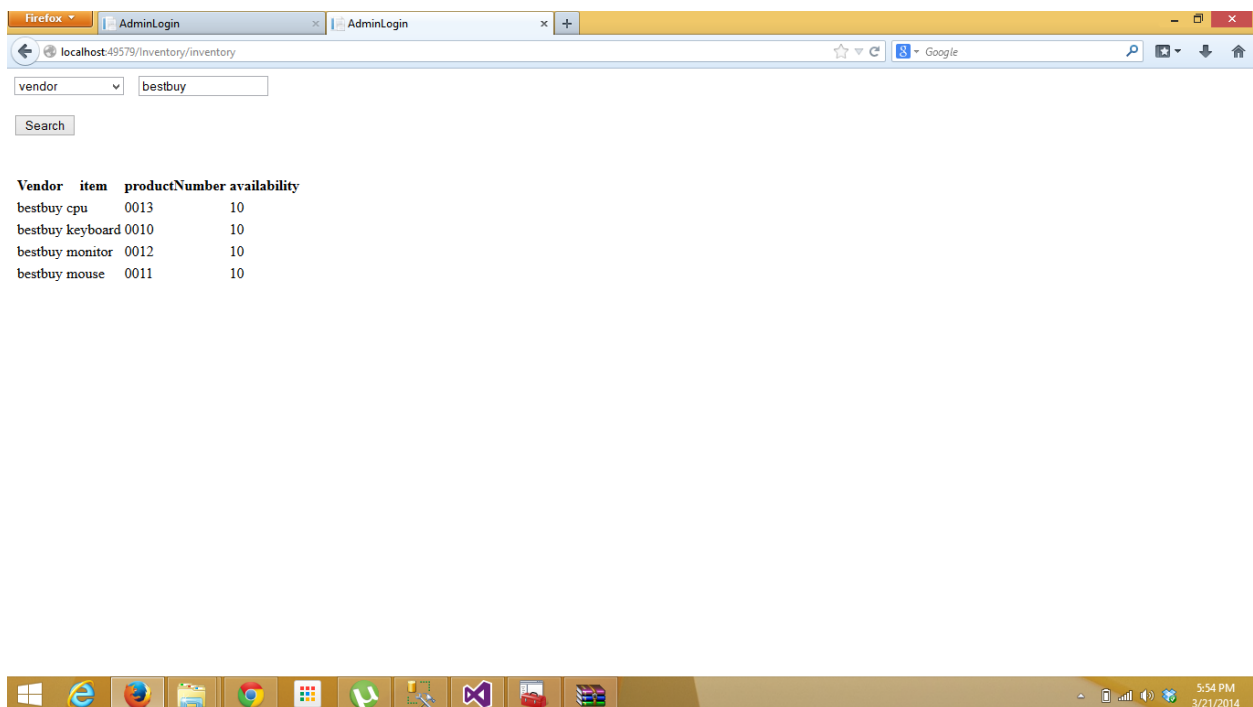 Firefox
AdminLogin
AdminLogin
localhost:49579/Inventory/inventory
8 Google
vendor bestbuy
Search
Vendor item productNumber availability
bestbuy cpu 0013 10
bestbuy keyboard 0010 10
bestbuy monitor 0012 10
bestbuy mouse 0011 10
5:54 PM
3/21/2014